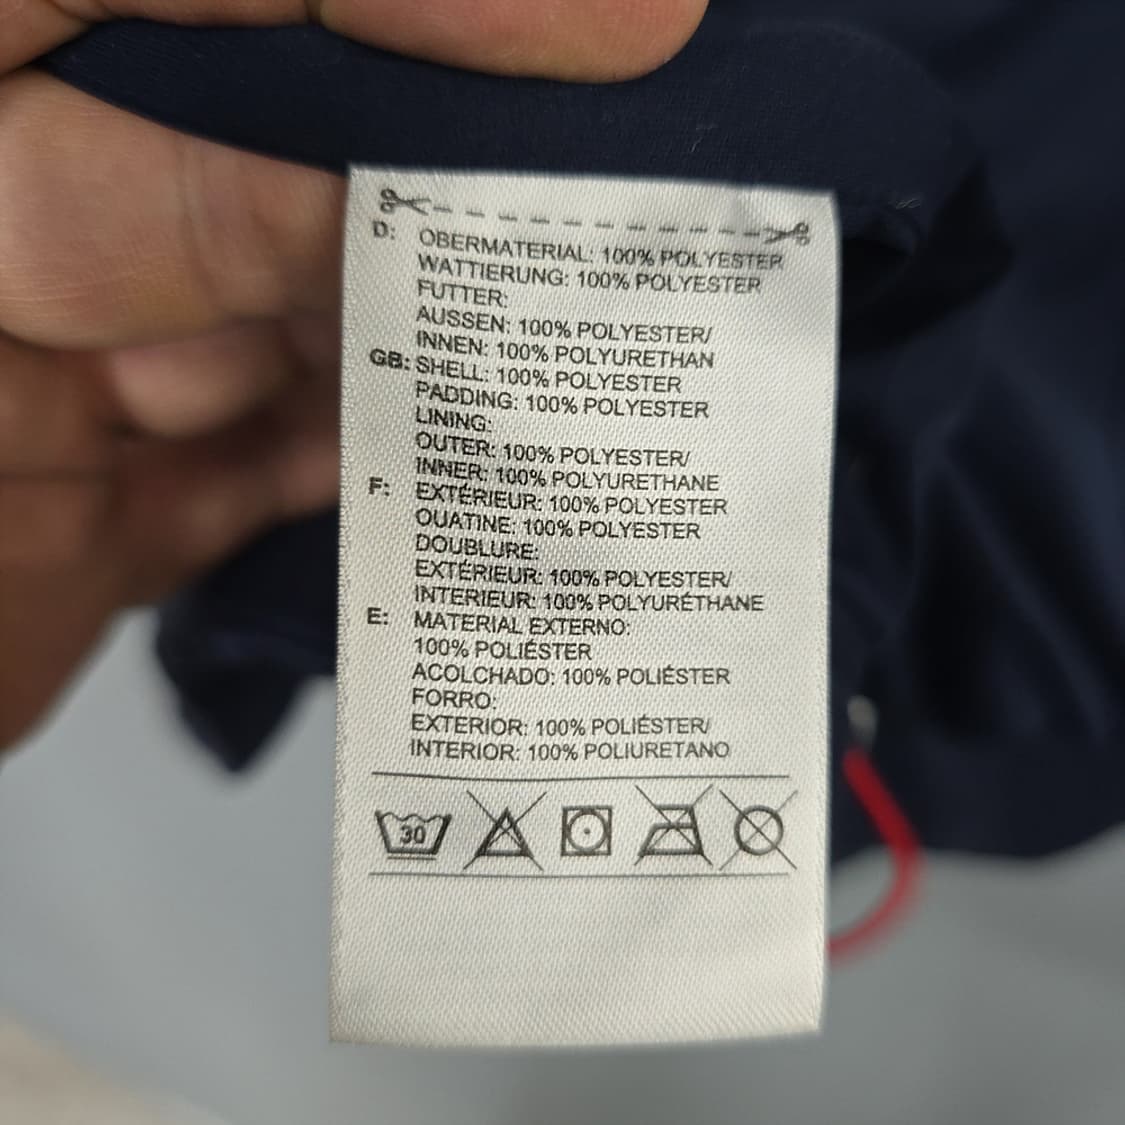 D: OBERMATERIAL: 100% POLYESTER
WATTIERUNG: 100% POLYESTER
FUTTER:
AUSSEN: 100% POLYESTER/
INNEN: 100% POLYURETHAN
GB: SHELL: 100% POLYESTER
PADDING: 100% POLYESTER
LINING:
OUTER: 100% POLYESTER/
INNER: 100% POLYURETHANE
F: EXTÉRIEUR: 100% POLYESTER
OUATINE: 100% POLYESTER
DOUBLURE:
EXTÉRIEUR: 100% POLYESTER/
INTERIEUR: 100% POLYURÉTHANE
E: MATERIAL EXTERNO:
100% POLIÉSTER
ACOLCHADO: 100% POLIÉSTER
FORRO:
EXTERIOR: 100% POLIÉSTER/
INTERIOR: 100% POLIURETANO
30